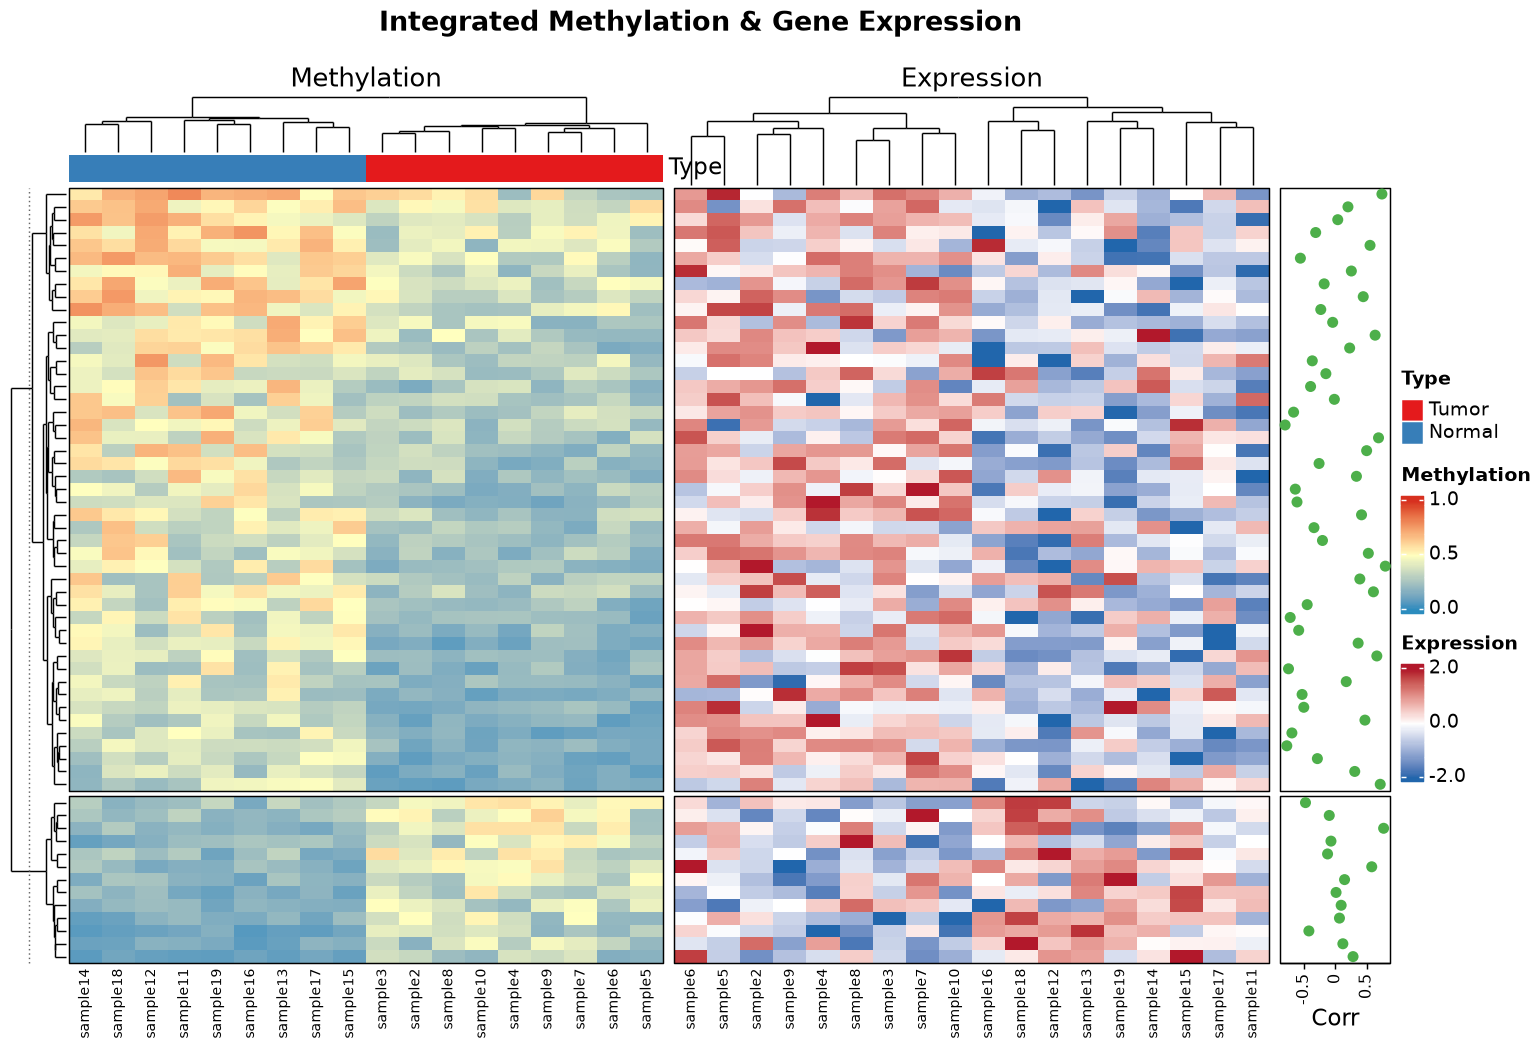 Integrated Methylation & Gene Expression
Methylation
Expression
Type
Type
Tumor
Normal
Methylation
1.0
0.5
0.0
Expression
2.0
0.0
-2.0
sample14
sample18
sample12
sample11
sample19
sample16
sample13
sample17
sample15
sample3
sample2
sample8
sample10
sample4
sample9
sample7
sample6
sample5
sample6
sample5
sample2
sample9
sample4
sample8
sample3
sample7
sample10
sample16
sample18
sample12
sample13
sample19
sample14
sample15
sample17
sample11
-0.5
0
0.5
Corr